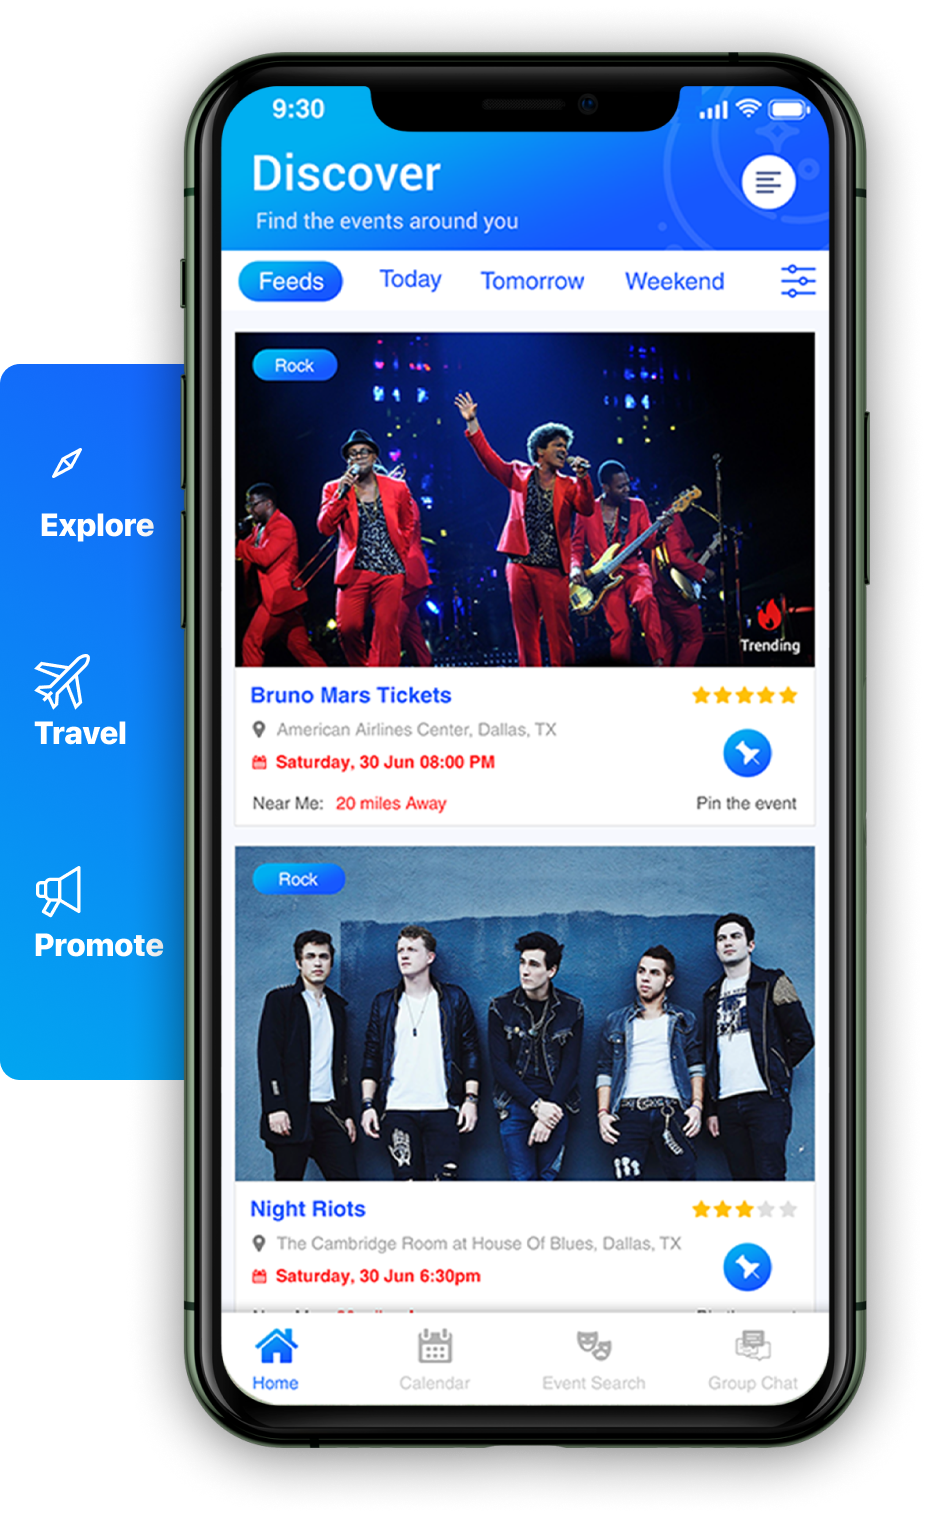 9:30
Discover
Find the events around you
Feeds Today Tomorrow Weekend
Rock
Trending
Bruno Mars Tickets
American Airlines Center, Dallas, TX
Saturday, 30 Jun 08:00 PM
Near Me: 20 miles Away
Pin the event
Rock
Night Riots
The Cambridge Room at House Of Blues, Dallas, TX
Saturday, 30 Jun 6:30pm
Home Calendar Event Search Group Chat
Explore
Travel
Promote